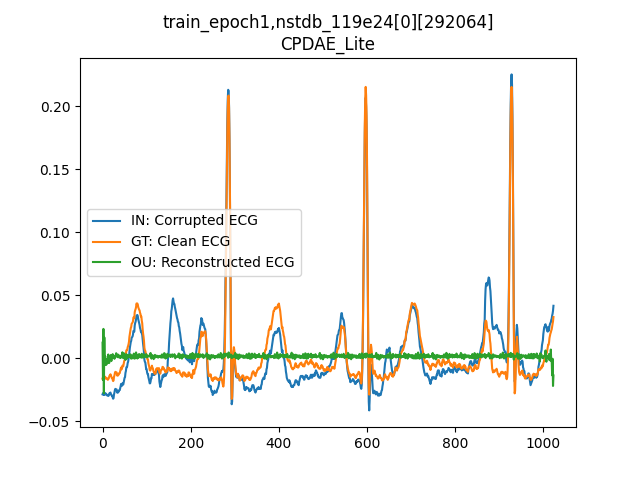 train_epoch1,nstdb_119e24[0][292064]
CPDAE_Lite
0.20
0.15
0.10
0.05
0.00
−0.05
IN: Corrupted ECG
GT: Clean ECG
OU: Reconstructed ECG
0
200
400
600
800
1000